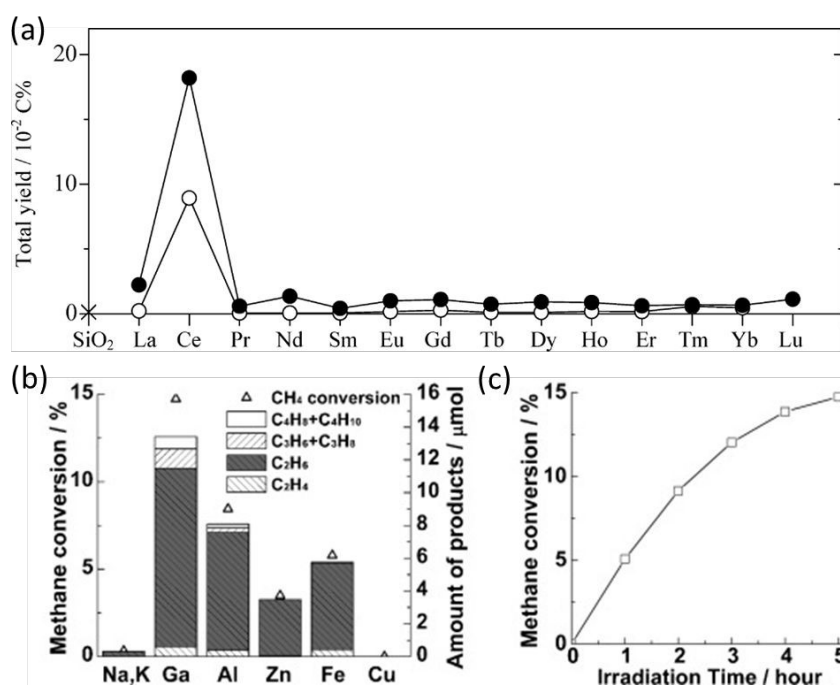 (a)
Total yield / 10⁻² C%
20
10
0
SiO₂ La Ce Pr Nd Sm Eu Gd Tb Dy Ho Er Tm Yb Lu
(b)
Methane conversion / %
15
10
5
0
CH₄ conversion
C₄H₈+C₄H₁₀
C₃H₆+C₃H₈
C₂H₆
C₂H₄
16
14
12
10
8
6
4
2
0
Amount of products / μmol
Na,K Ga Al Zn Fe Cu
(c)
Methane conversion / %
15
10
5
0
0 1 2 3 4 5
Irradiation Time / hour